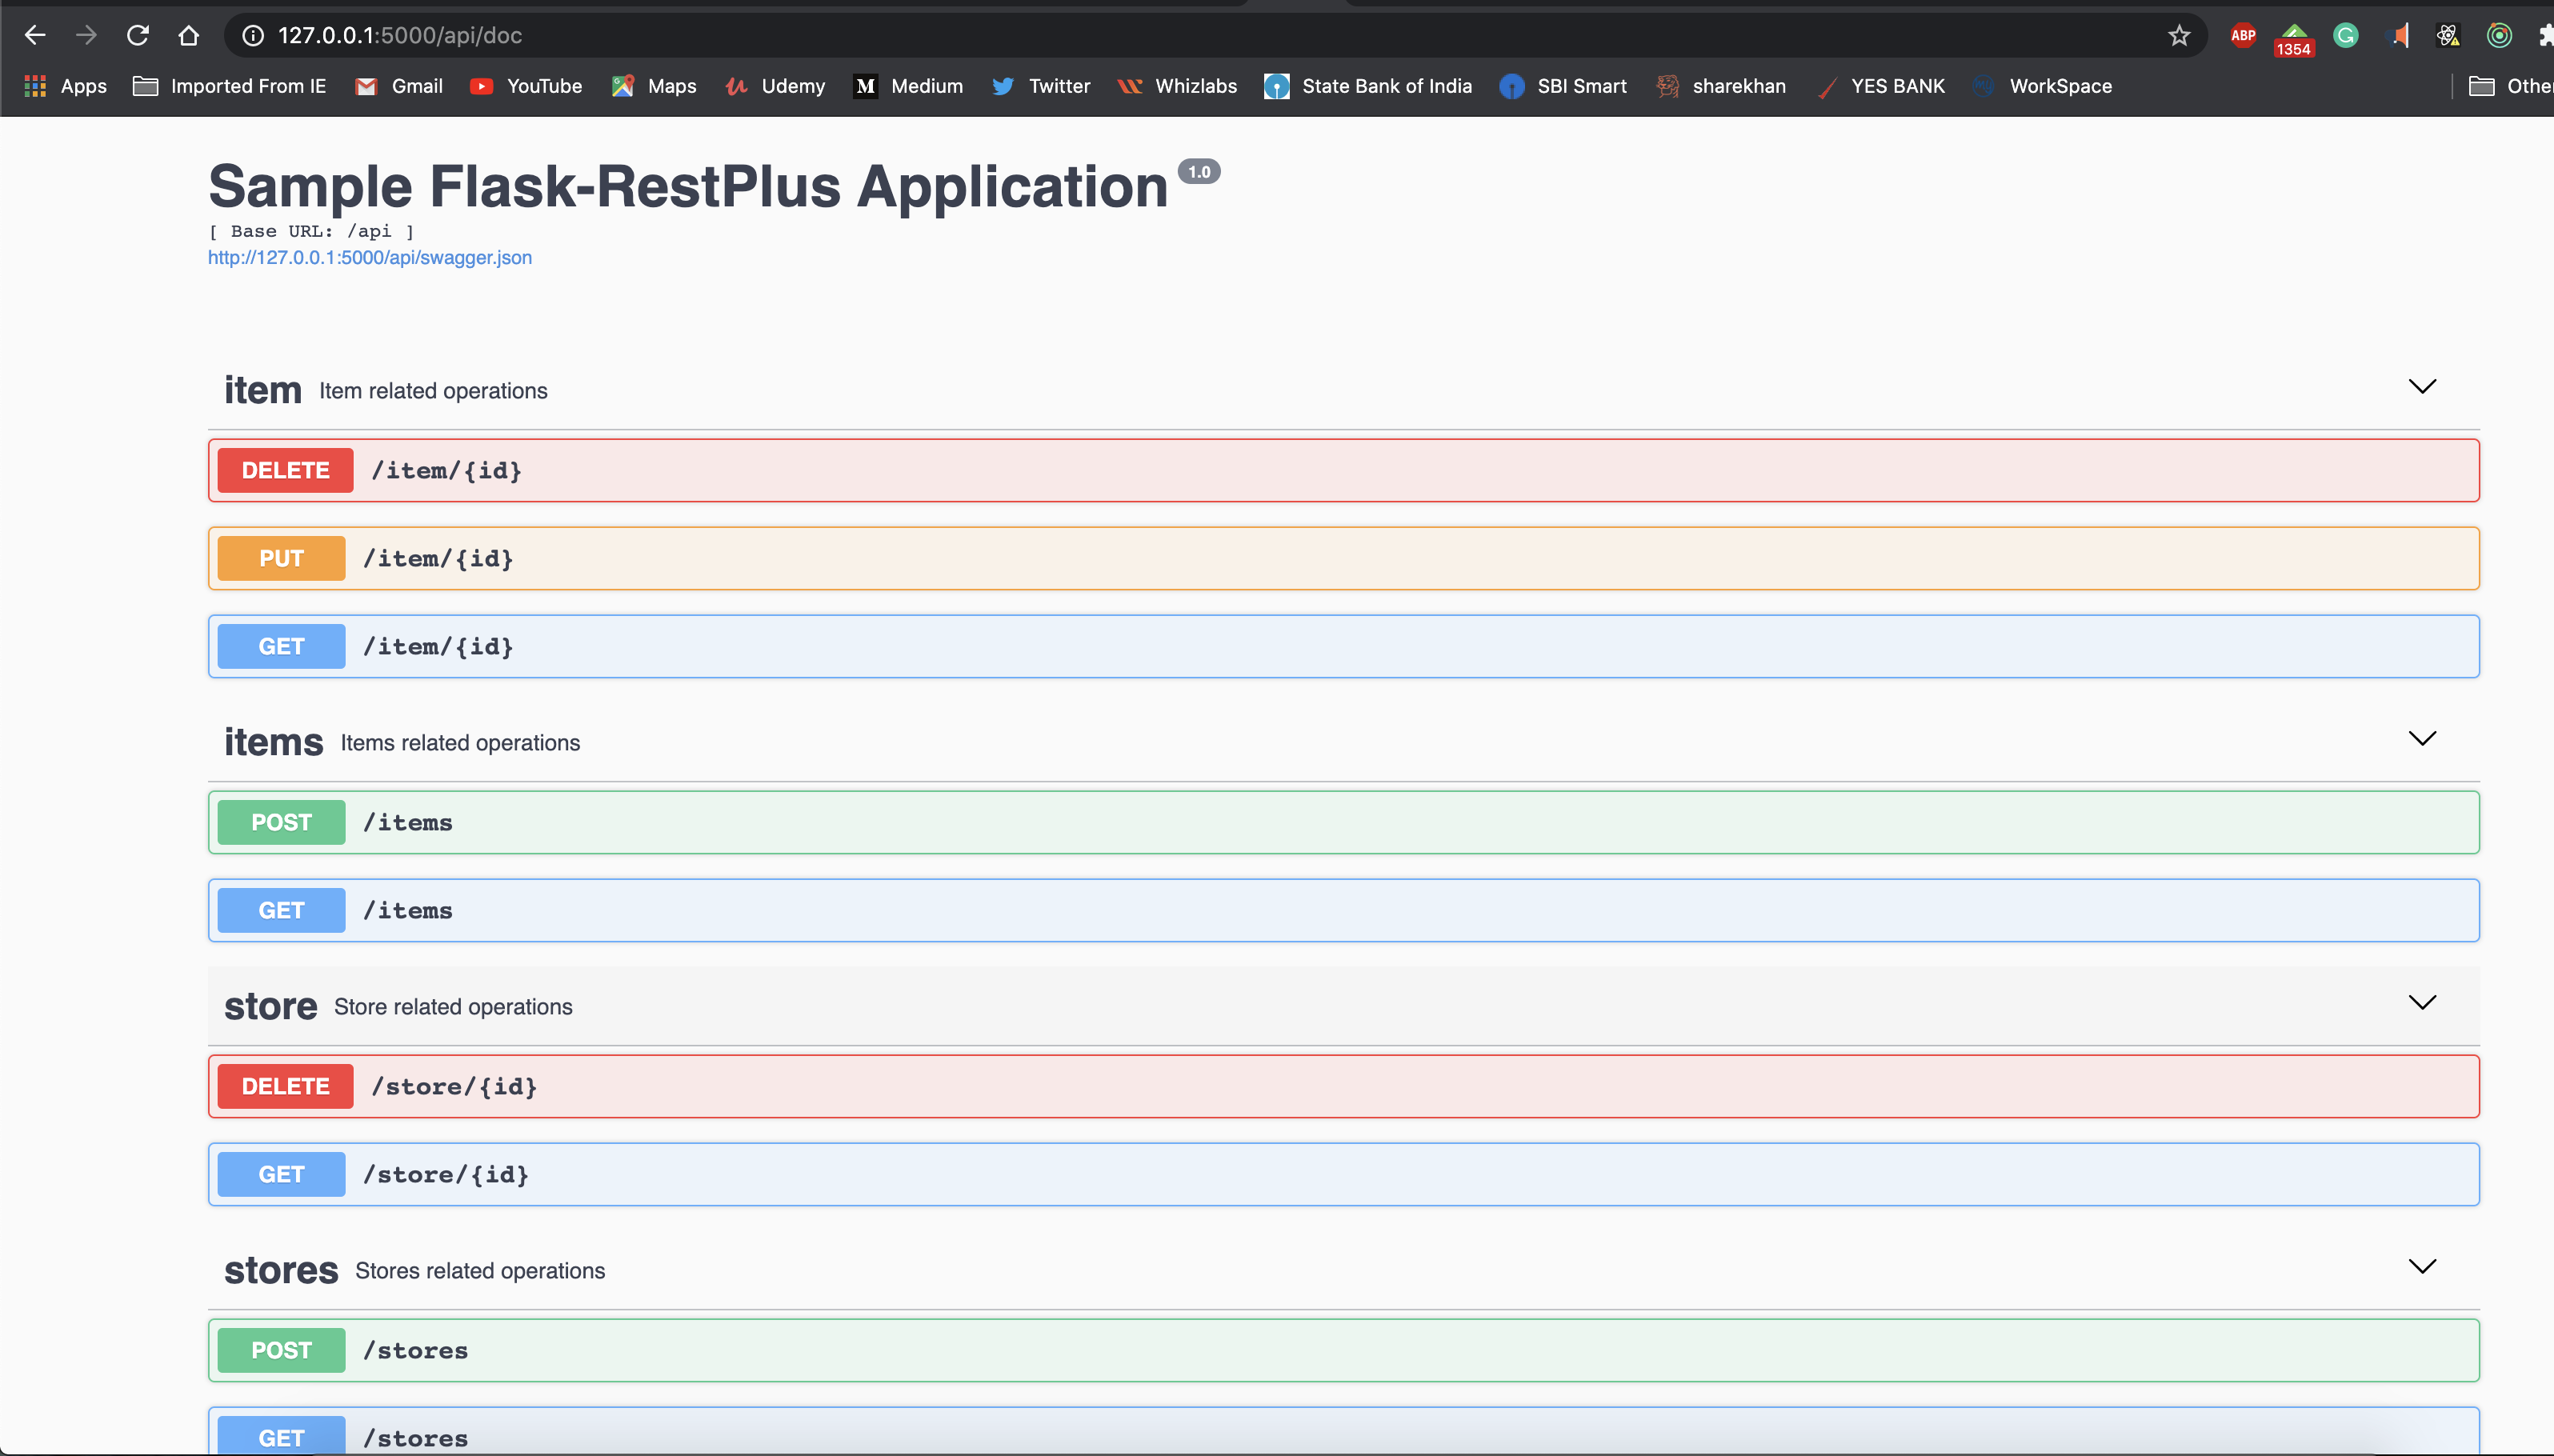 127.0.0.1:5000/api/doc
ABP
1354
Apps Imported From IE Gmail YouTube Maps Udemy M Medium Twitter Whizlabs State Bank of India SBI Smart sharekhan YES BANK WorkSpace
Sample Flask-RestPlus Application 1.0
[ Base URL: /api ]
http://127.0.0.1:5000/api/swagger.json
item Item related operations
DELETE /item/{id}
PUT /item/{id}
GET /item/{id}
items Items related operations
POST /items
GET /items
store Store related operations
DELETE /store/{id}
GET /store/{id}
stores Stores related operations
POST /stores
GET /stores